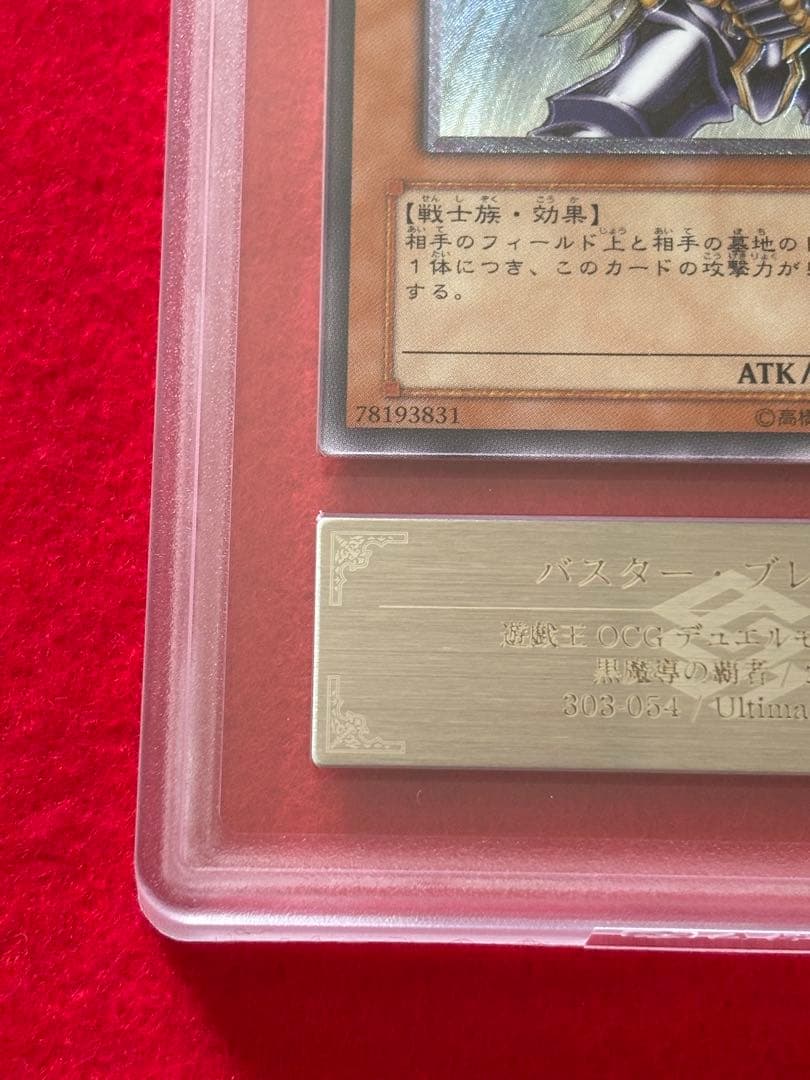 【戦士族・効果】
相手のフィールド上と相手の墓地の
1体につき、このカードの攻撃力が
する。
ATK/
78193831
©高橋
バスター・ブレ
遊戯王 OCG デュエルモ
黒魔導の覇者 /
303-054 / Ultima